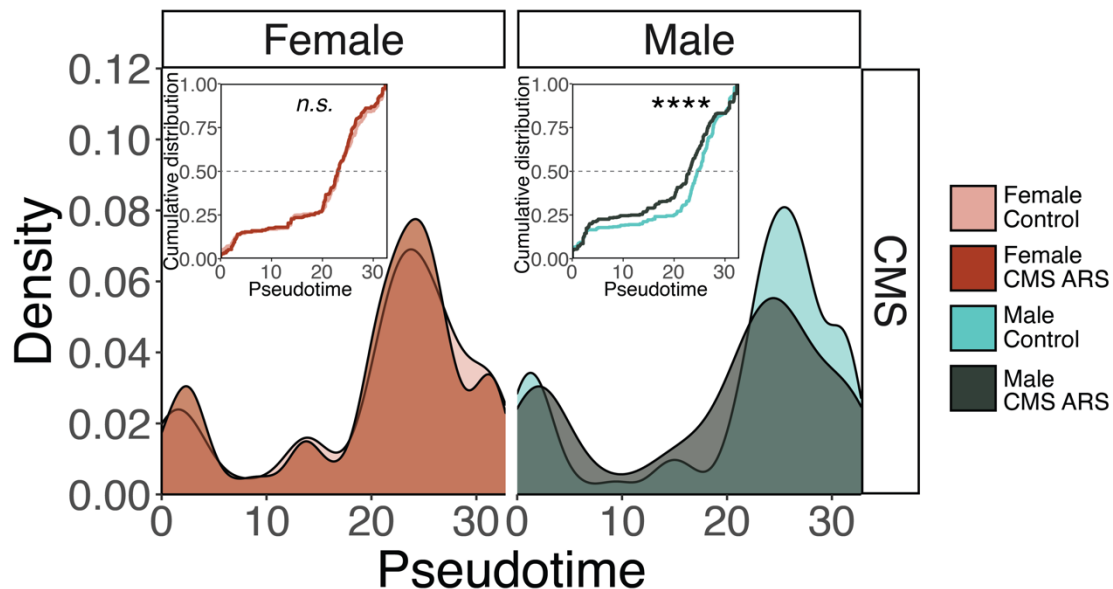 Female
Male
0.12
0.10
0.08
0.06
0.04
0.02
0.00
Density
Cumulative distribution
1.00
0.75
0.50
0.25
0.00
n.s.
0
10
20
30
Pseudotime
Cumulative distribution
1.00
0.75
0.50
0.25
0.00
****
0
10
20
30
Pseudotime
0
10
20
30
0
10
20
30
Pseudotime
CMS
Female
Control
Female
CMS ARS
Male
Control
Male
CMS ARS